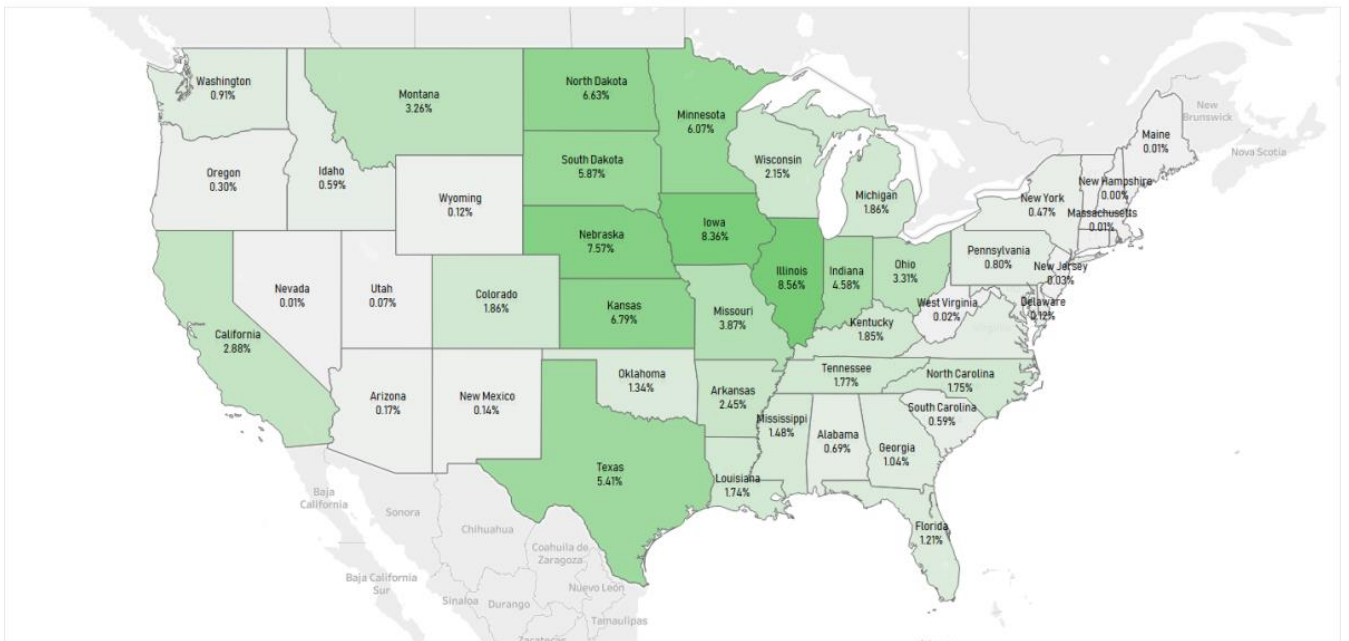 Washington
0.91%
Montana
3.26%
North Dakota
6.63%
Minnesota
6.07%
Maine
0.01%
New
Brunswick
Nova Scotia
Oregon
0.30%
Idaho
0.59%
South Dakota
5.87%
Wisconsin
2.15%
Michigan
1.86%
New Hampshire
0.00%
New York
0.47%
Massachusetts
0.01%
Wyoming
0.12%
Iowa
8.36%
Nebraska
7.57%
Pennsylvania
0.80%
New Jersey
0.03%
Nevada
0.01%
Utah
0.07%
Colorado
1.86%
Illinois
8.56%
Indiana
4.58%
Ohio
3.31%
West Virginia
0.02%
Delaware
0.12%
Kansas
6.79%
Missouri
3.87%
Kentucky
1.85%
Virginia
California
2.88%
Oklahoma
1.34%
Tennessee
1.77%
North Carolina
1.75%
Arizona
0.17%
New Mexico
0.14%
Arkansas
2.45%
South Carolina
0.59%
Mississippi
1.48%
Alabama
0.69%
Georgia
1.04%
Texas
5.41%
Louisiana
1.74%
Florida
1.21%
Baja
California
Sonora
Chihuahua
Coahuila de
Zaragoza
Baja California
Sur
Sinaloa
Durango
Nuevo León
Tamaulipas
Zacatecas